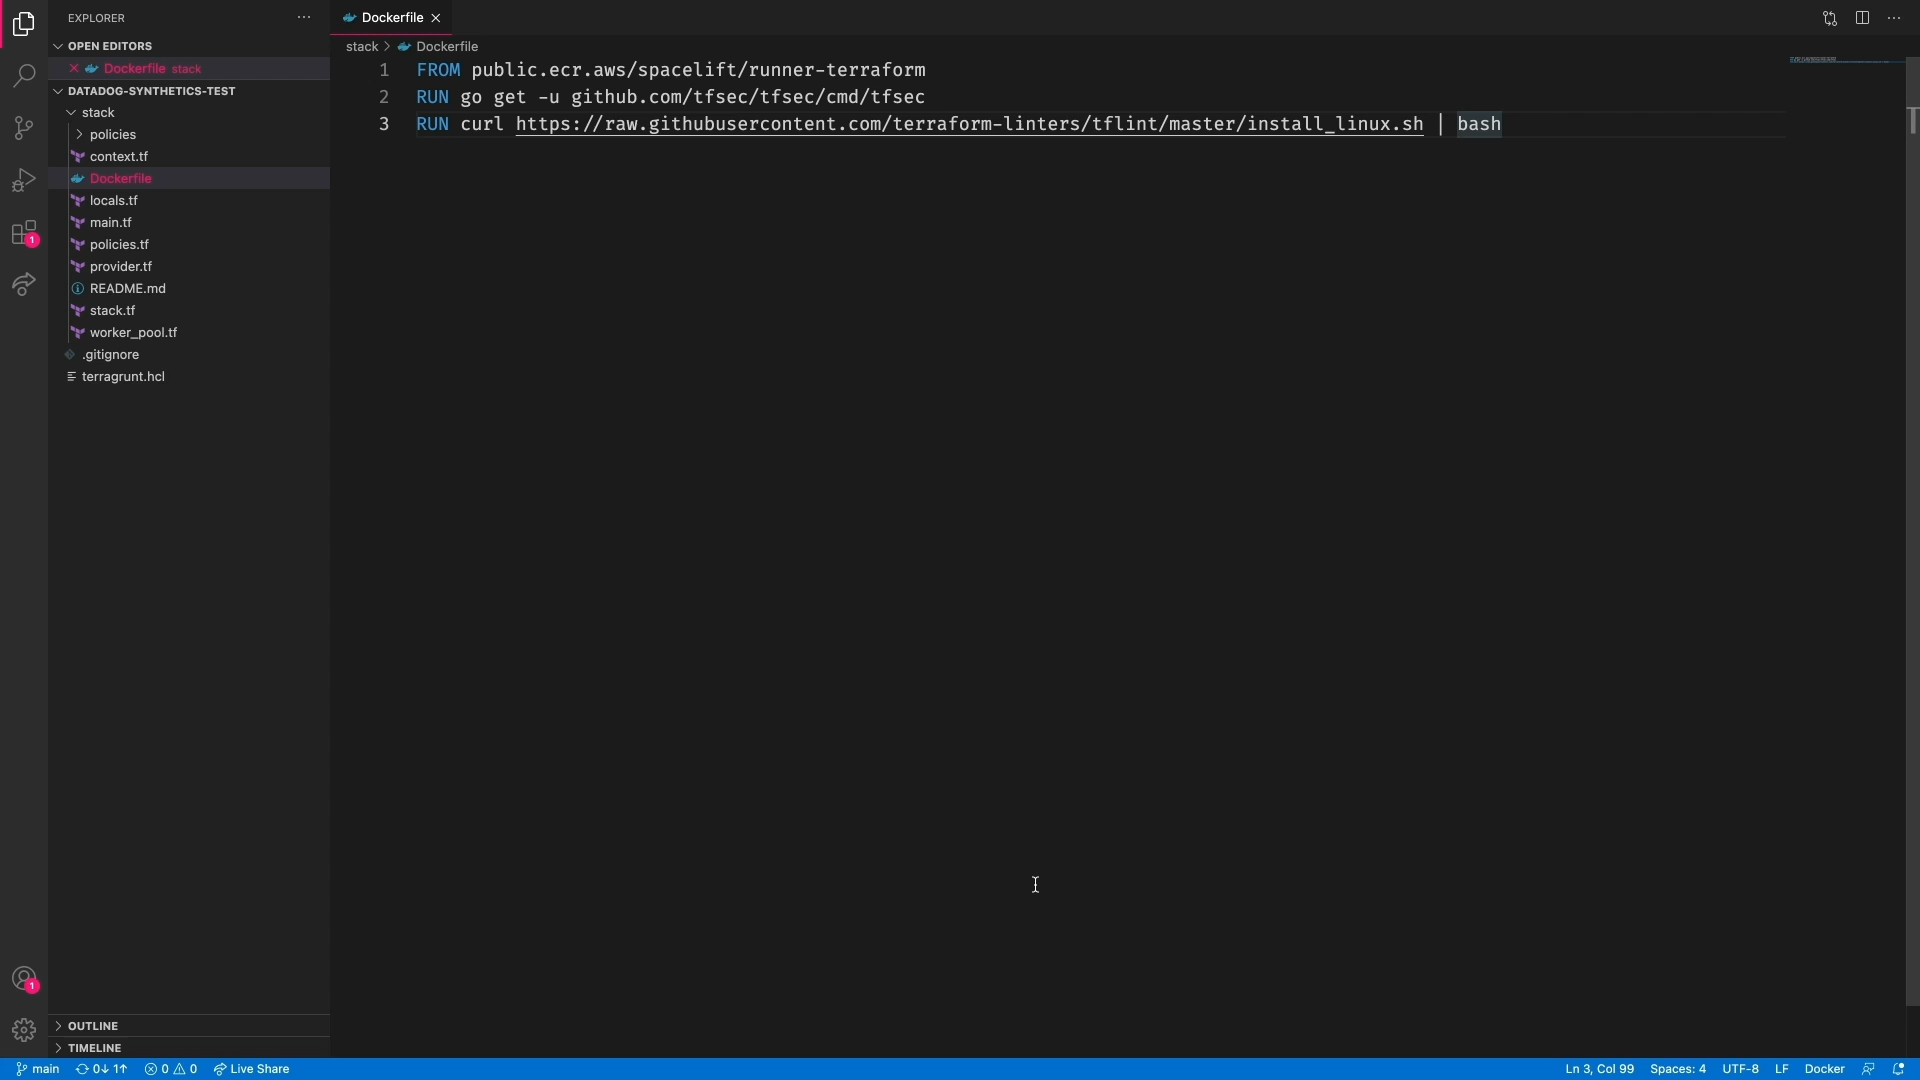 EXPLORER
OPEN EDITORS
Dockerfile stack
DATADOG-SYNTHETICS-TEST
stack
policies
context.tf
Dockerfile
locals.tf
main.tf
policies.tf
provider.tf
README.md
stack.tf
worker_pool.tf
.gitignore
terragrunt.hcl
OUTLINE
TIMELINE
1
1
Dockerfile
stack > Dockerfile
1 FROM public.ecr.aws/spacelift/runner-terraform
2 RUN go get -u github.com/tfsec/tfsec/cmd/tfsec
3 RUN curl https://raw.githubusercontent.com/terraform-linters/tflint/master/install_linux.sh | bash
main 0↓ 1↑ 0 0 Live Share Ln 3, Col 99 Spaces: 4 UTF-8 LF Docker